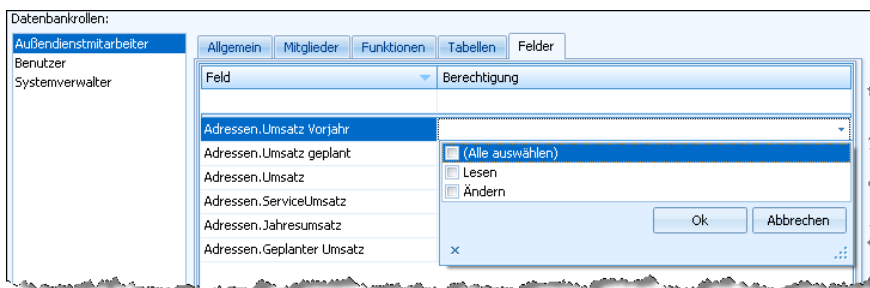 Datenbankrollen:
Außendienstmitarbeiter
Benutzer
Systemverwalter
Allgemein Mitglieder Funktionen Tabellen Felder
Feld Berechtigung
Adressen.Umsatz Vorjahr
Adressen.Umsatz geplant
Adressen.Umsatz
Adressen.ServiceUmsatz
Adressen.Jahresumsatz
Adressen.Geplanter Umsatz
(Alle auswählen)
Lesen
Ändern
Ok Abbrechen